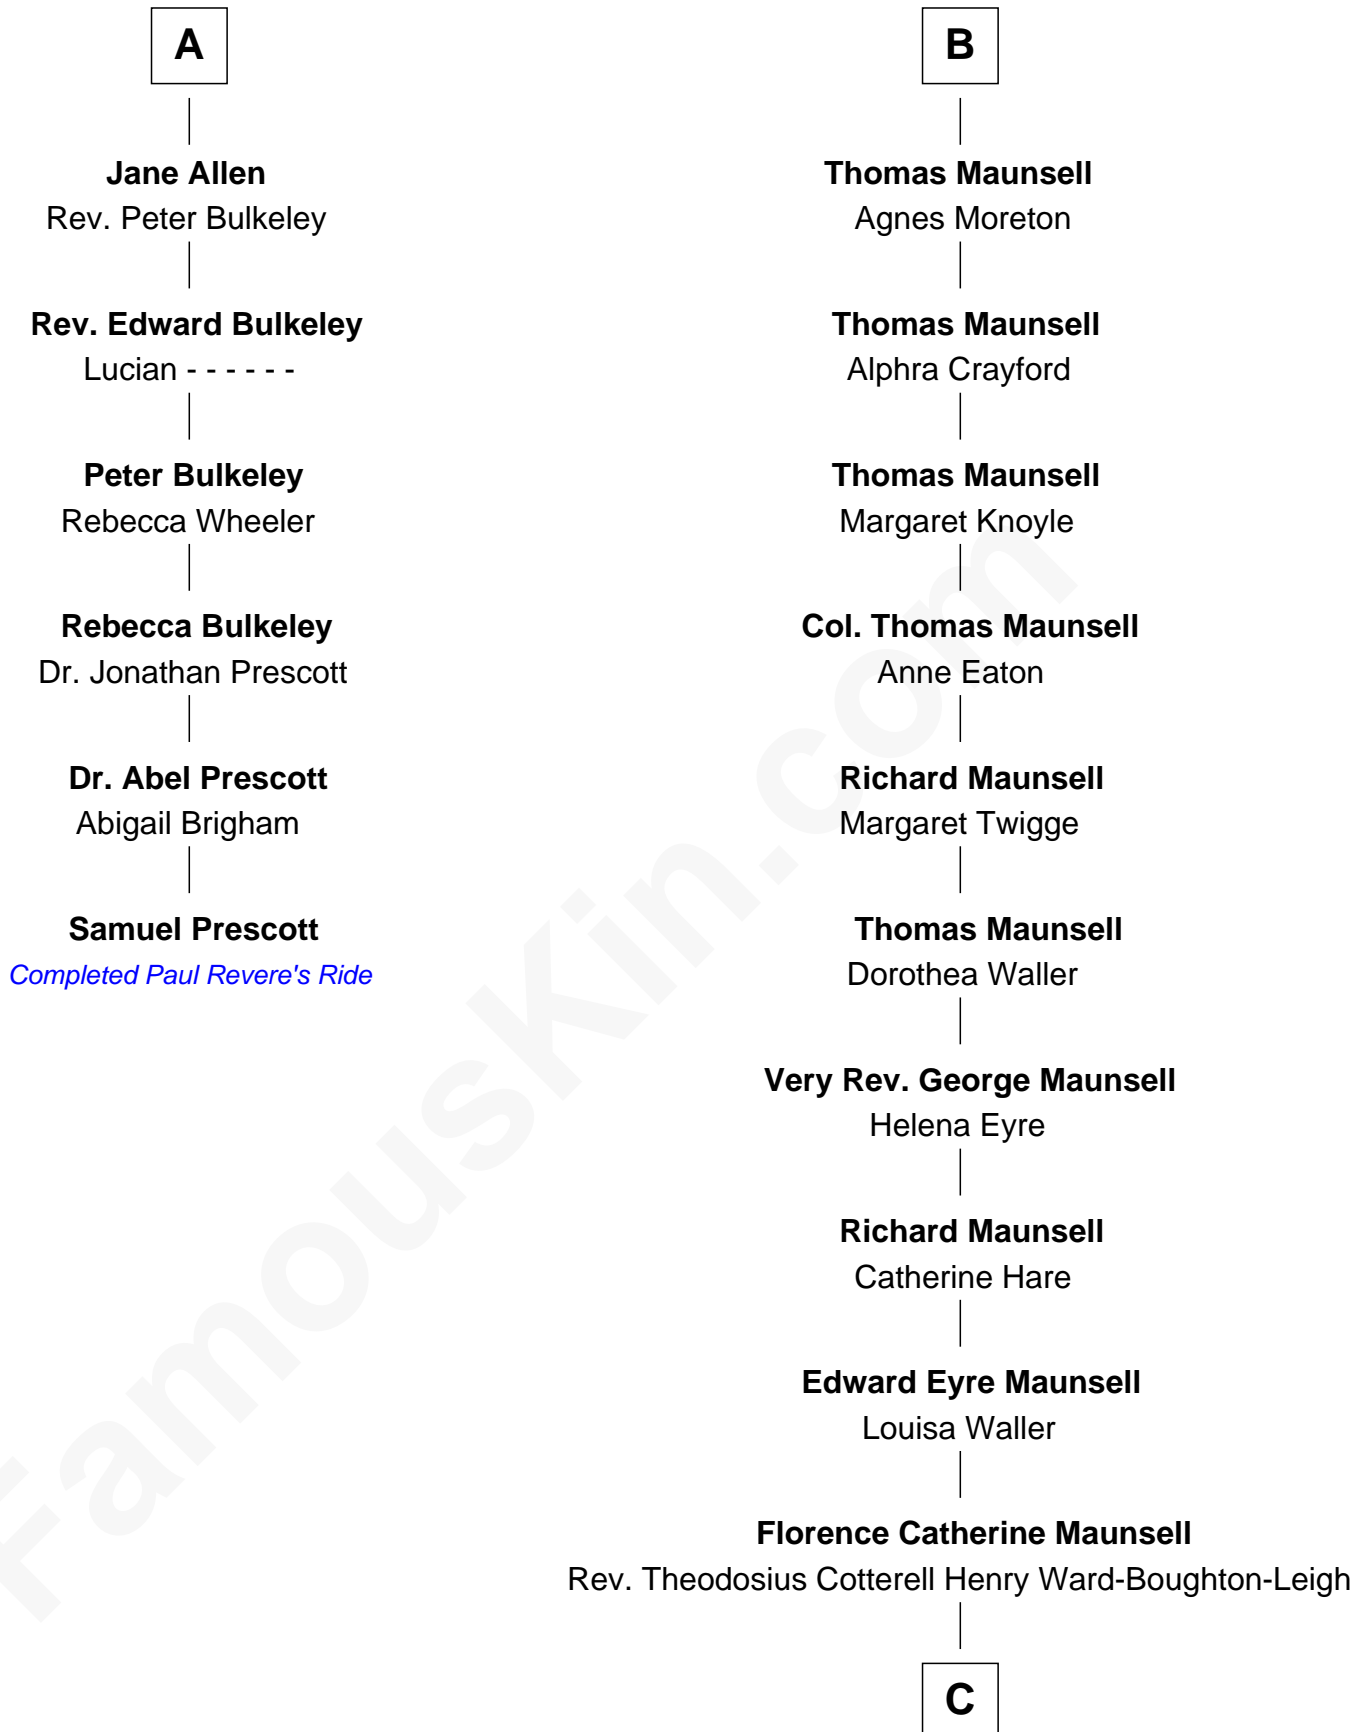 A
Jane Allen
Rev. Peter Bulkeley
Rev. Edward Bulkeley
Lucian - - - - - -
Peter Bulkeley
Rebecca Wheeler
Rebecca Bulkeley
Dr. Jonathan Prescott
Dr. Abel Prescott
Abigail Brigham
Samuel Prescott
Completed Paul Revere's Ride
B
Thomas Maunsell
Agnes Moreton
Thomas Maunsell
Alphra Crayford
Thomas Maunsell
Margaret Knoyle
Col. Thomas Maunsell
Anne Eaton
Richard Maunsell
Margaret Twigge
Thomas Maunsell
Dorothea Waller
Very Rev. George Maunsell
Helena Eyre
Richard Maunsell
Catherine Hare
Edward Eyre Maunsell
Louisa Waller
Florence Catherine Maunsell
Rev. Theodosius Cotterell Henry Ward-Boughton-Leigh
C
FamousKin.com